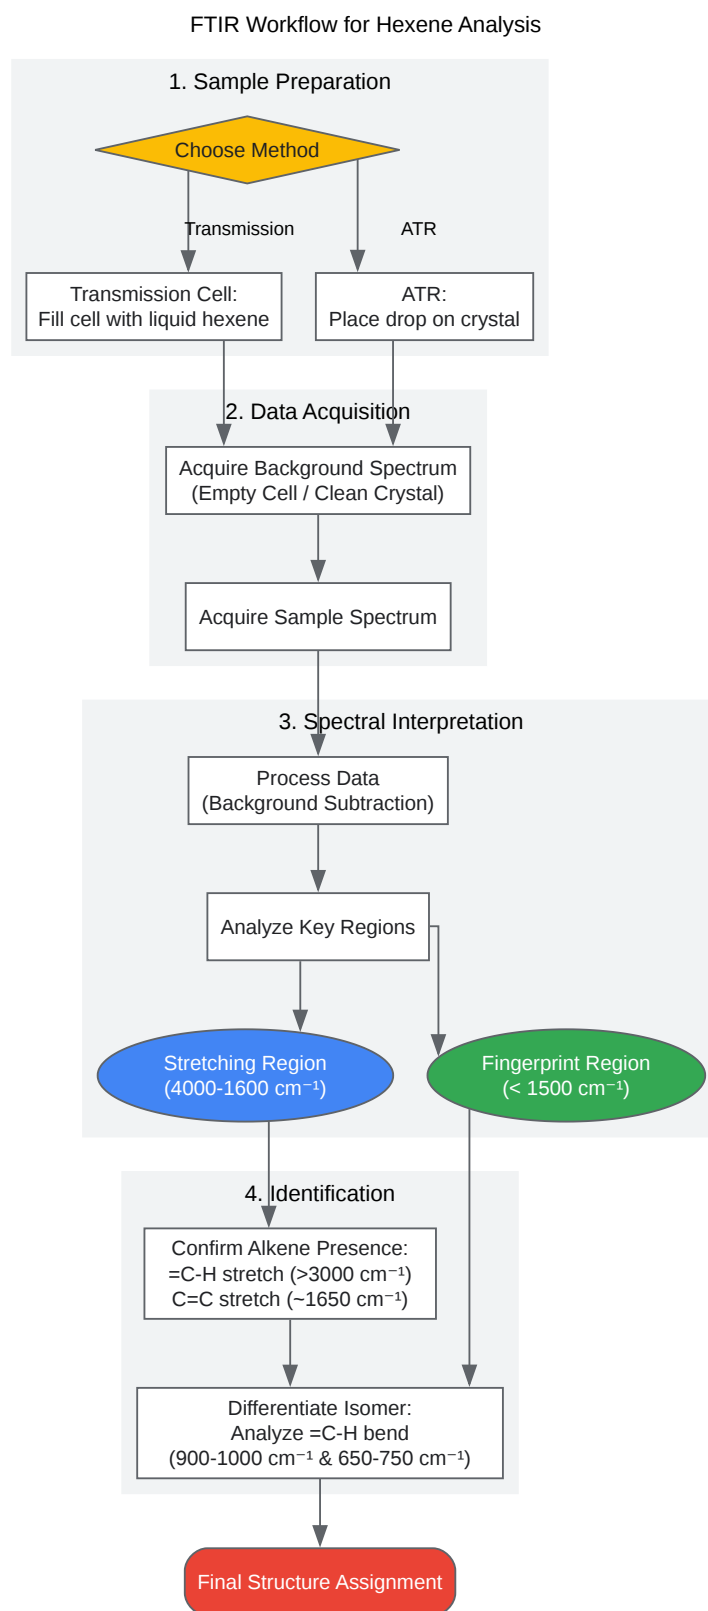 FTIR Workflow for Hexene Analysis
1. Sample Preparation
Choose Method
Transmission
ATR
Transmission Cell:
Fill cell with liquid hexene
ATR:
Place drop on crystal
2. Data Acquisition
Acquire Background Spectrum
(Empty Cell / Clean Crystal)
Acquire Sample Spectrum
3. Spectral Interpretation
Process Data
(Background Subtraction)
Analyze Key Regions
Stretching Region
(4000-1600 cm⁻¹)
Fingerprint Region
(< 1500 cm⁻¹)
4. Identification
Confirm Alkene Presence:
=C-H stretch (>3000 cm⁻¹)
C=C stretch (~1650 cm⁻¹)
Differentiate Isomer:
Analyze =C-H bend
(900-1000 cm⁻¹ & 650-750 cm⁻¹)
Final Structure Assignment